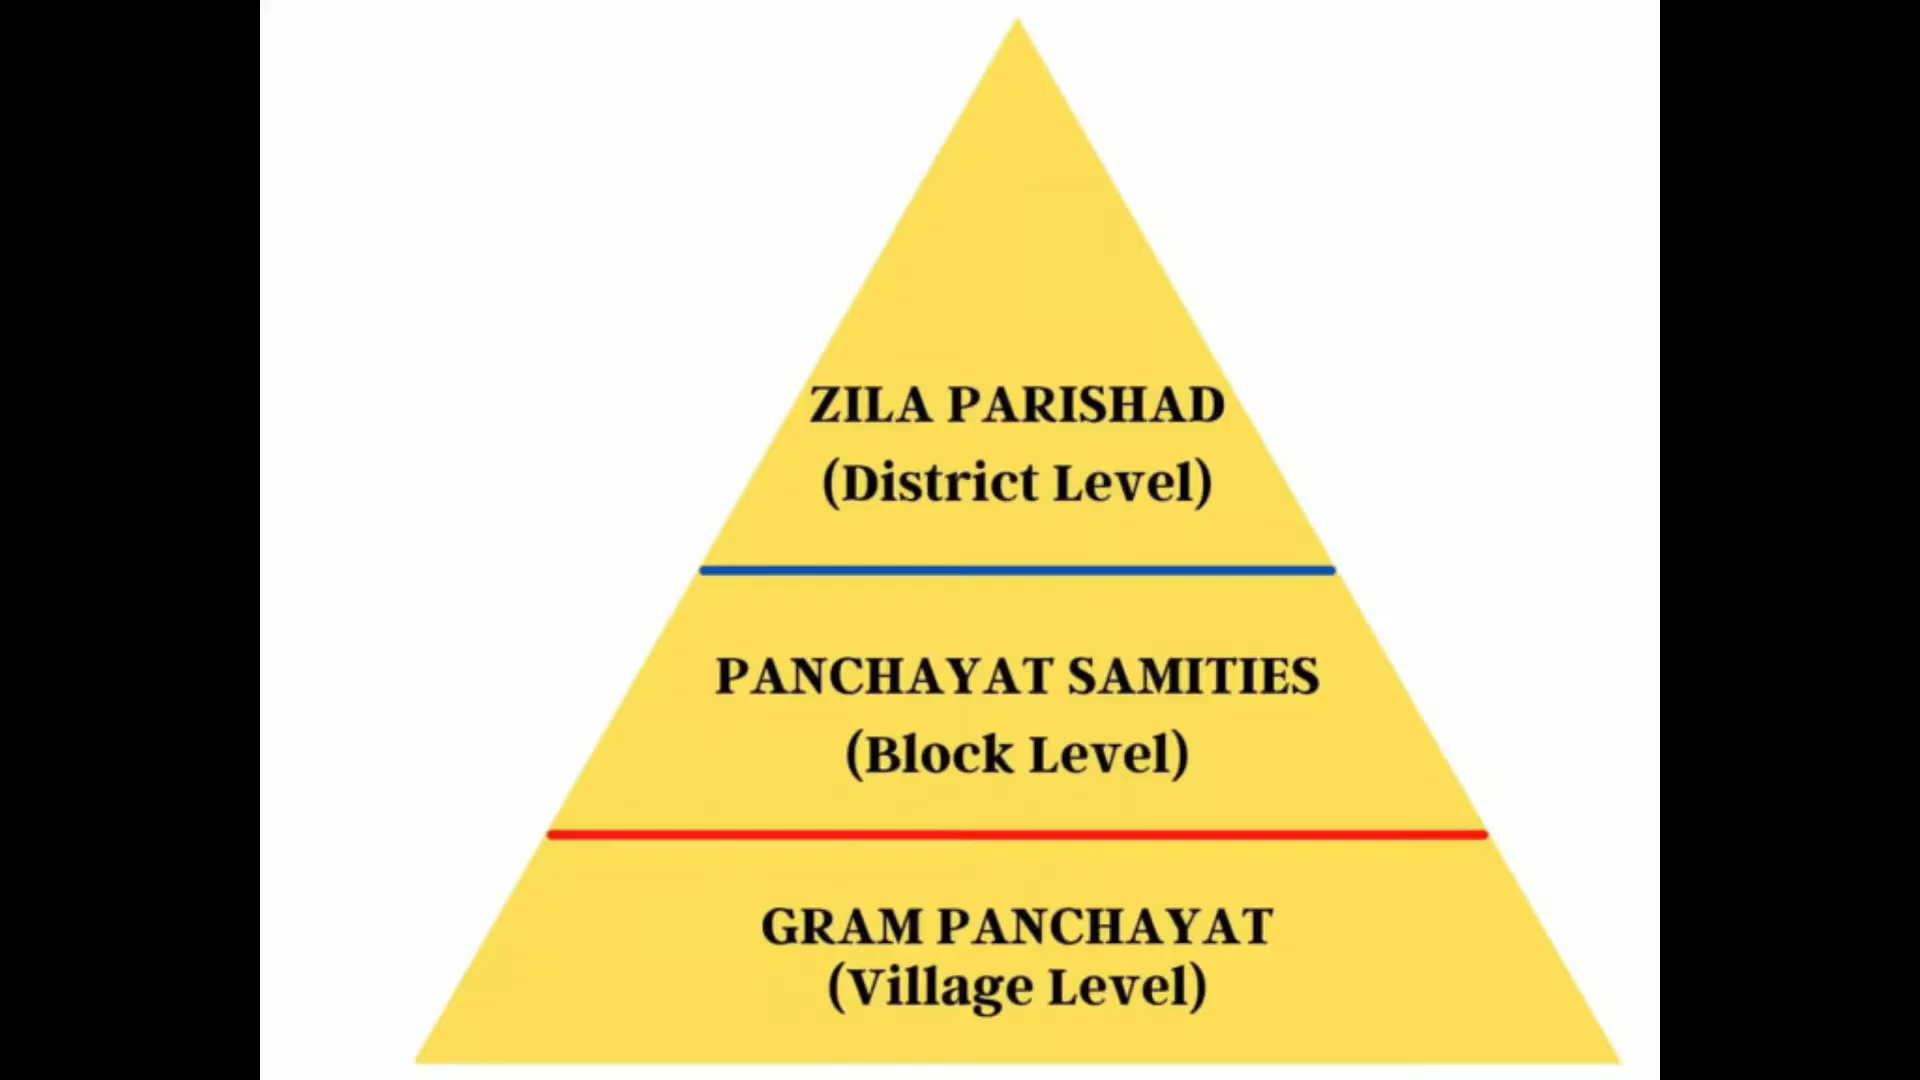 ZILA PARISHAD
(District Level)
PANCHAYAT SAMITIES
(Block Level)
GRAM PANCHAYAT
(Village Level)